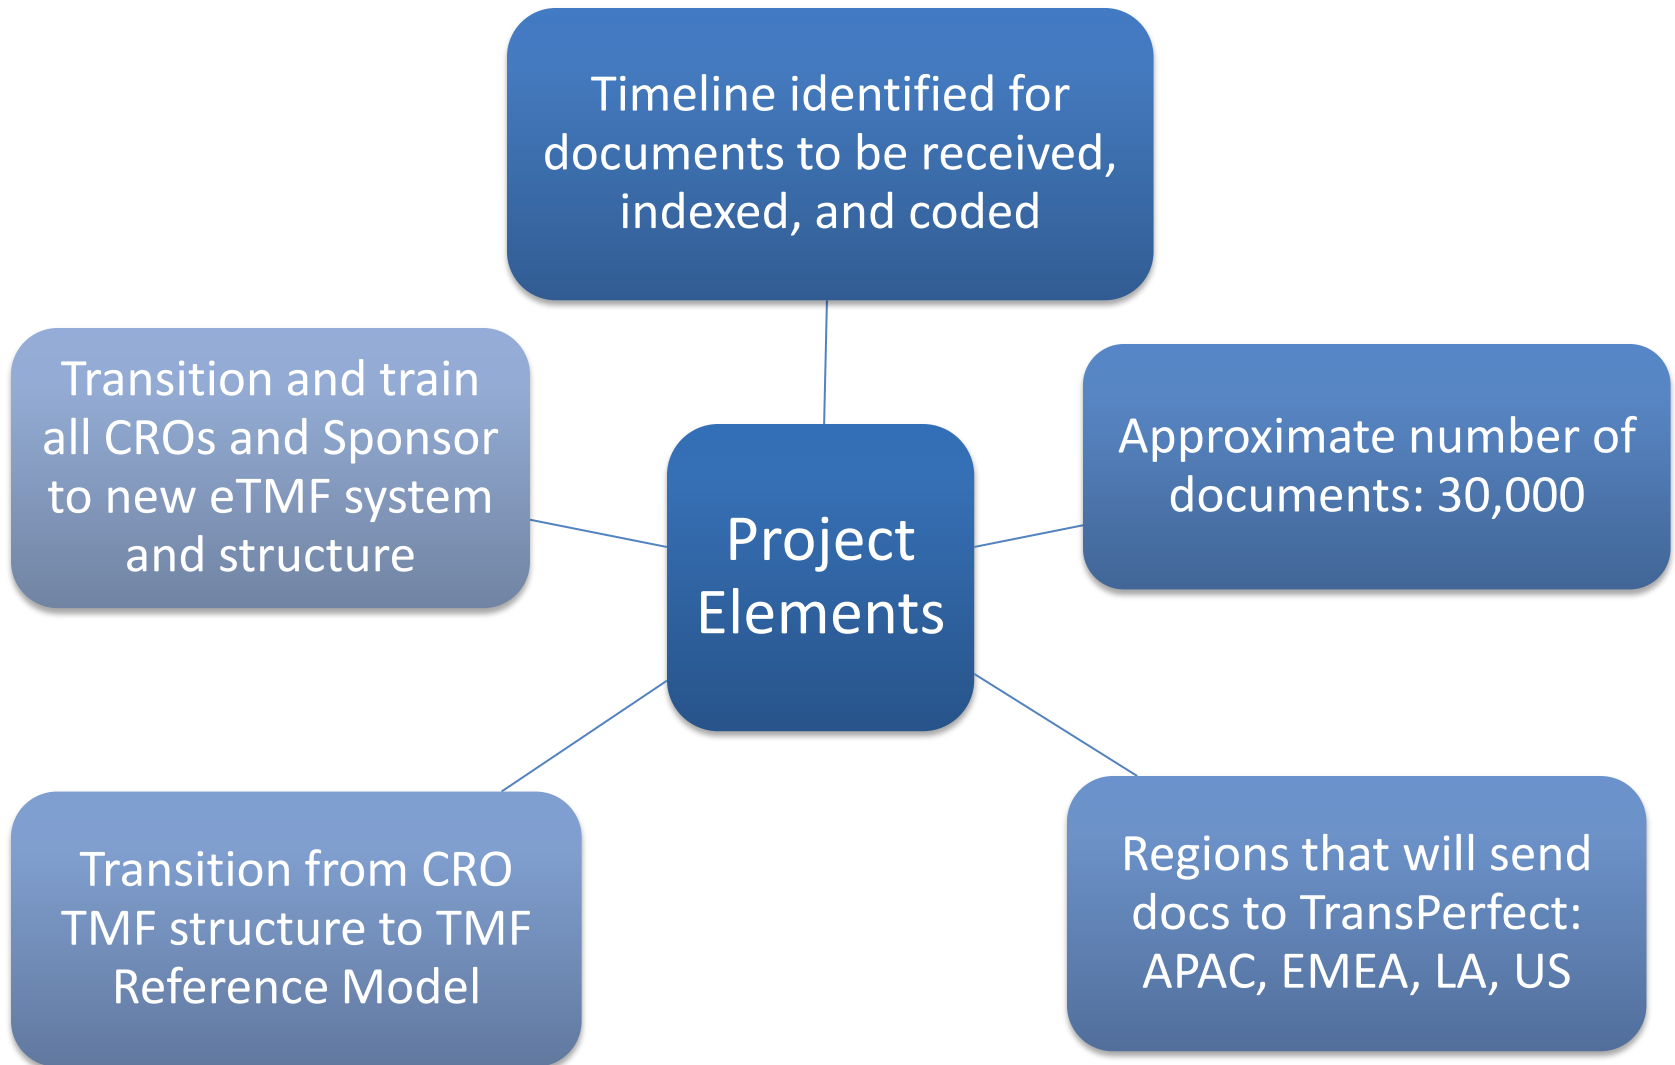 Timeline identified for
documents to be received,
indexed, and coded
Transition and train
all CROs and Sponsor
to new eTMF system
and structure
Approximate number of
documents: 30,000
Project
Elements
Transition from CRO
TMF structure to TMF
Reference Model
Regions that will send
docs to TransPerfect:
APAC, EMEA, LA, US